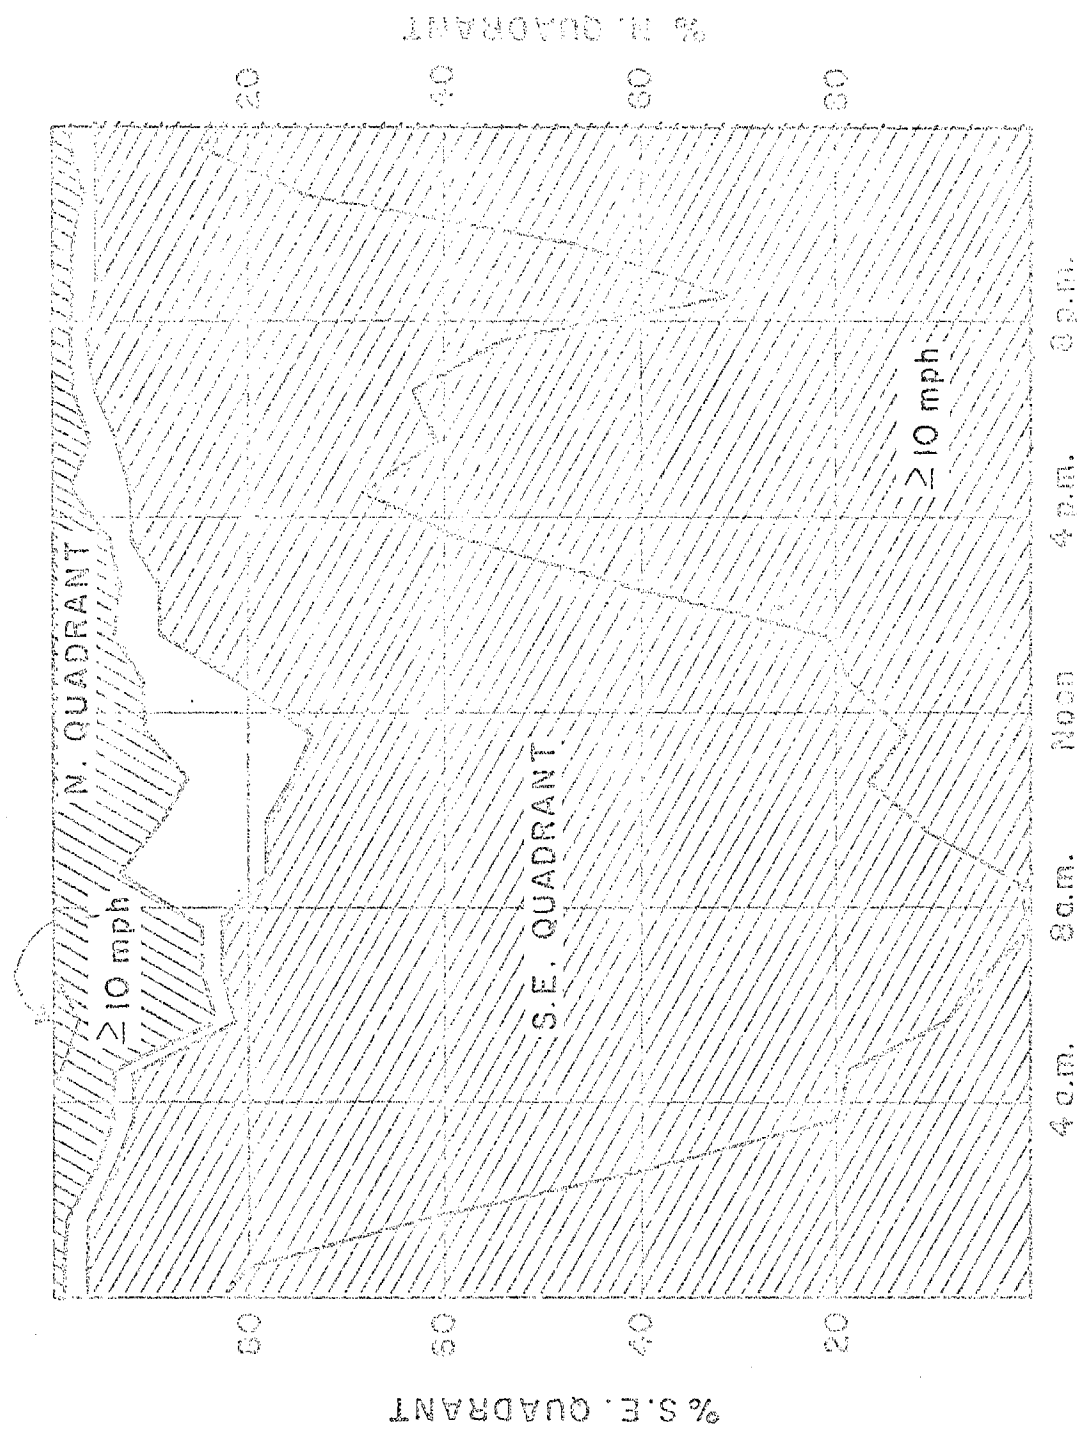 % N. QUADRANT
20
40
60
80
N. QUADRANT
≥10 mph
S.E. QUADRANT
≥10 mph
4 a.m.
8 a.m.
Noon
4 p.m.
8 p.m.
80
60
40
20
% S.E. QUADRANT